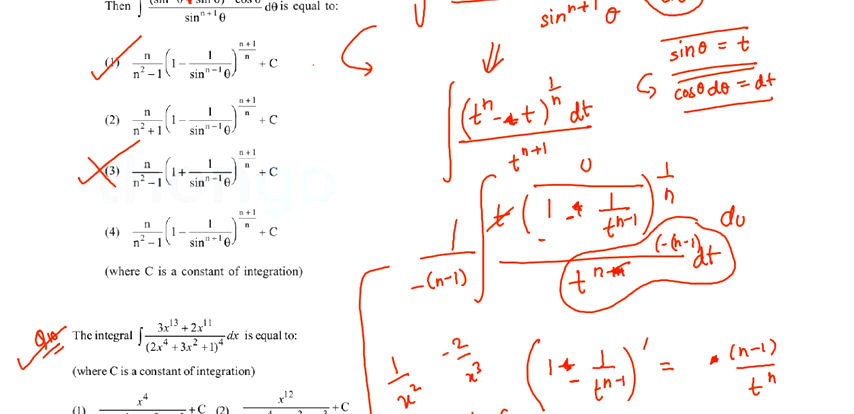 Then ∫ (sinⁿθ − sinθ)^(1/n) cosθ / sinⁿ⁺¹θ dθ is equal to:
(1) n/(n²−1) (1 − 1/sinⁿ⁻¹θ)^((n+1)/n) + C
(2) n/(n²+1) (1 − 1/sinⁿ⁻¹θ)^((n+1)/n) + C
(3) n/(n²−1) (1 + 1/sinⁿ⁻¹θ)^((n+1)/n) + C
(4) n/(n²−1) (1 − 1/sinⁿ⁺¹θ)^((n+1)/n) + C
(where C is a constant of integration)
The integral ∫ (3x¹³ + 2x¹¹)/(2x⁴ + 3x² + 1)⁴ dx is equal to:
(where C is a constant of integration)
(1) x⁴ +C (2) x¹² +C
sinⁿ⁺¹θ
sinθ = t
cosθ dθ = dt
∫ (tⁿ − t)^(1/n) dt / tⁿ⁺¹
υ
1/−(n−1) ∫ t (1 − 1/tⁿ⁻¹)^(1/n) (−(n−1)) dt / tⁿ
dυ
1/x² −2/x³ (1 − 1/tⁿ⁻¹)′ = (n−1)/tⁿ